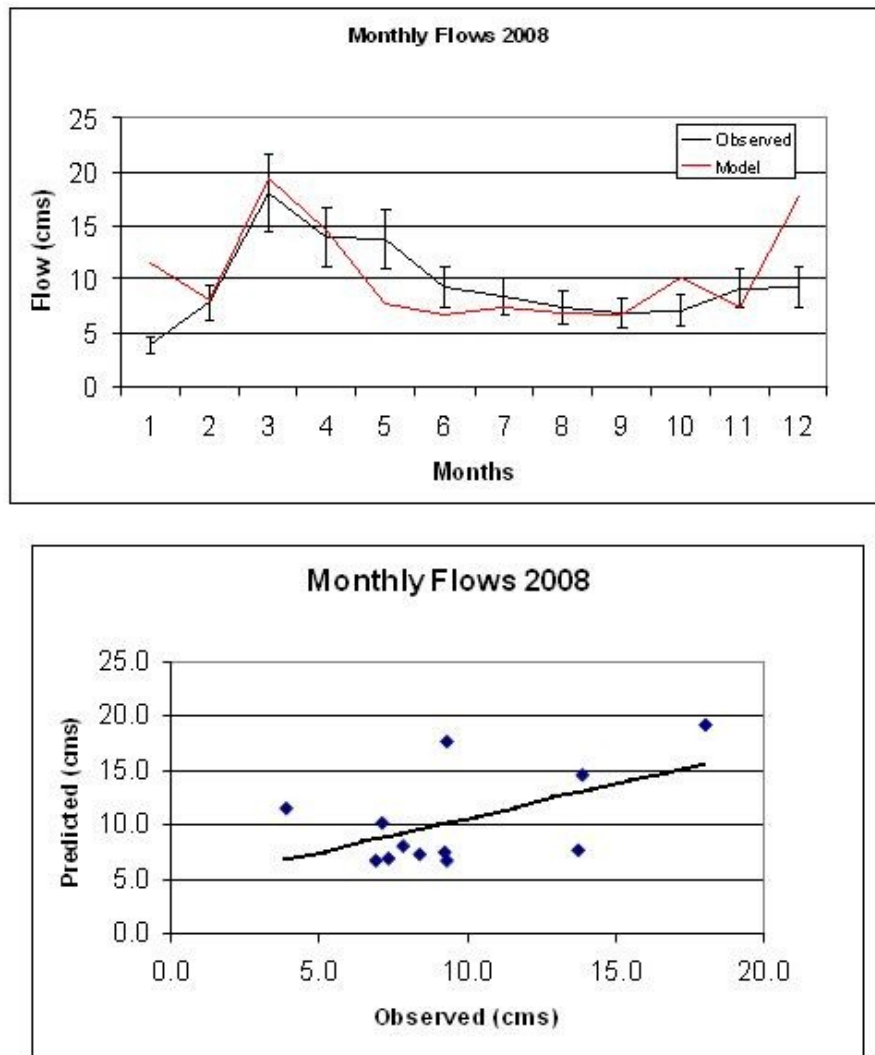 Monthly Flows 2008
25
20
15
10
5
0
Flow (cms)
Observed
Model
1 2 3 4 5 6 7 8 9 10 11 12
Months
Monthly Flows 2008
25.0
20.0
15.0
10.0
5.0
0.0
Predicted (cms)
0.0 5.0 10.0 15.0 20.0
Observed (cms)